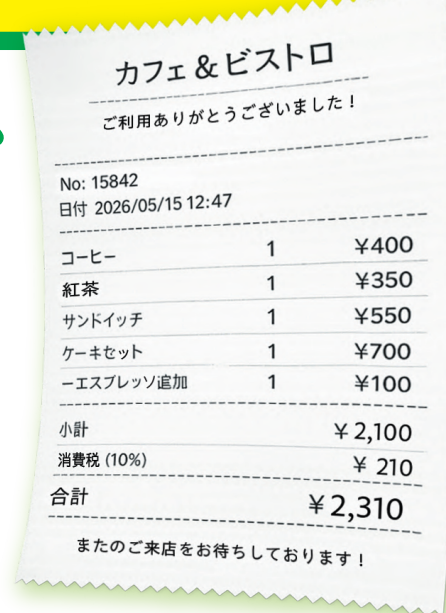 カフェ＆ビストロ
ご利用ありがとうございました！
No: 15842
日付 2026/05/15 12:47
コーヒー 1 ¥400
紅茶 1 ¥350
サンドイッチ 1 ¥550
ケーキセット 1 ¥700
ーエスプレッソ追加 1 ¥100
小計 ¥2,100
消費税 (10%) ¥ 210
合計 ¥2,310
またのご来店をお待ちしております！